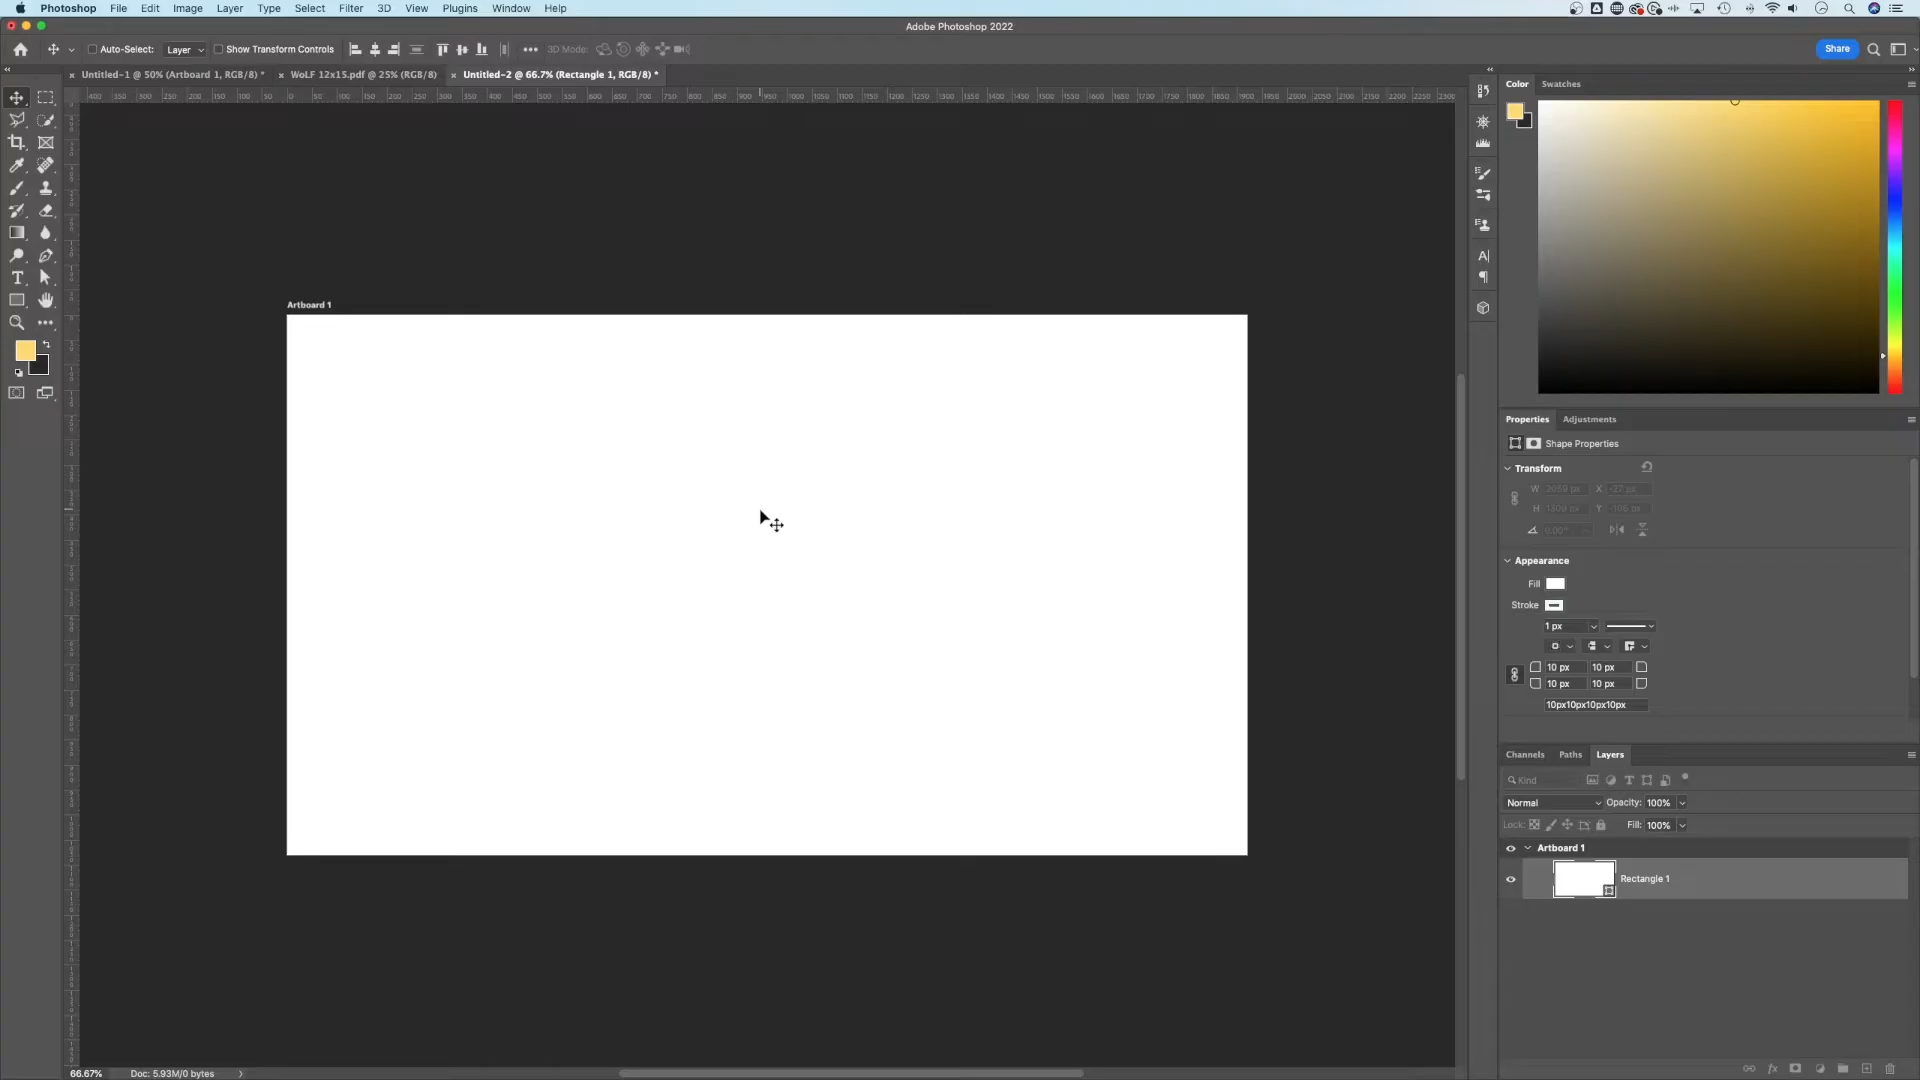 Photoshop File Edit Image Layer Type Select Filter 3D View Plugins Window Help
Adobe Photoshop 2022
Auto-Select: Layer Show Transform Controls 3D Mode: Share
Untitled-1 @ 50% (Artboard 1, RGB/8) * WoLF 12x15.pdf @ 25% (RGB/8) Untitled-2 @ 66.7% (Rectangle 1, RGB/8) *
400 350 300 250 200 150 100 50 0 50 100 150 200 250 300 350 400 450 500 550 600 650 700 750 800 850 900 950 1000 1050 1100 1150 1200 1250 1300 1350 1400 1450 1500 1550 1600 1650 1700 1750 1800 1850 1900 1950 2000 2050 2100 2150 2200 2250 2300
Artboard 1
Color Swatches
Properties Adjustments
Shape Properties
Transform
W 2669 px X -27 px
H 1309 px Y -106 px
0.00°
Appearance
Fill
Stroke
1 px
10 px 10 px
10 px 10 px
10px10px10px10px
Channels Paths Layers
Kind
Normal Opacity: 100%
Lock: Fill: 100%
Artboard 1
Rectangle 1
66.67% Doc: 5.93M/0 bytes